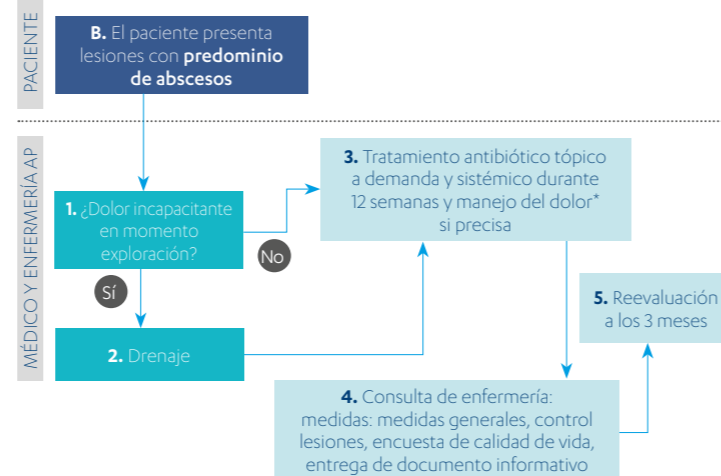 PACIENTE
B. El paciente presenta
lesiones con predominio
de abscesos
MÉDICO Y ENFERMERÍA AP
1. ¿Dolor incapacitante
en momento
exploración?
No
Sí
2. Drenaje
3. Tratamiento antibiótico tópico
a demanda y sistémico durante
12 semanas y manejo del dolor*
si precisa
5. Reevaluación
a los 3 meses
4. Consulta de enfermería:
medidas: medidas generales, control
lesiones, encuesta de calidad de vida,
entrega de documento informativo